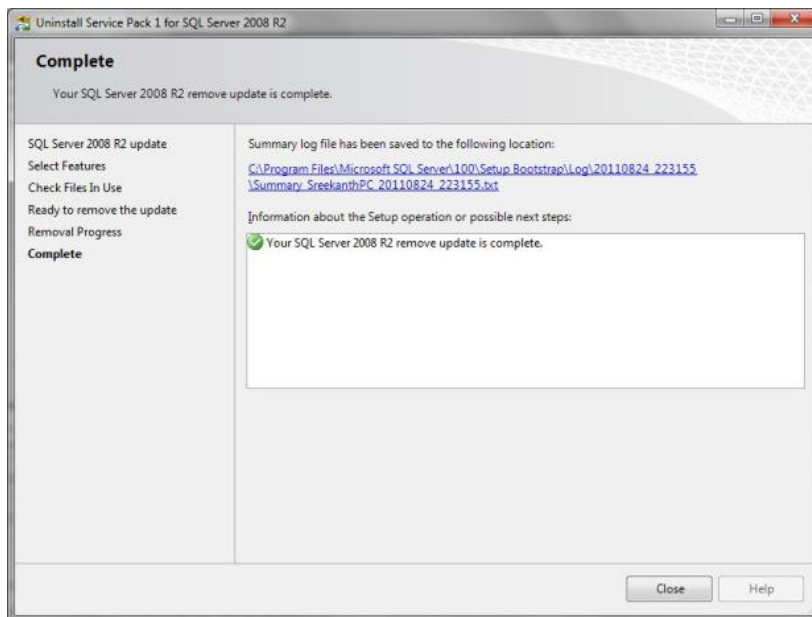 Uninstall Service Pack 1 for SQL Server 2008 R2
Complete
Your SQL Server 2008 R2 remove update is complete.
SQL Server 2008 R2 update
Select Features
Check Files In Use
Ready to remove the update
Removal Progress
Complete
Summary log file has been saved to the following location:
C:\Program Files\Microsoft SQL Server\100\Setup Bootstrap\Log\20110824_223155
\Summary_SreekanthPC_20110824_223155.txt
Information about the Setup operation or possible next steps:
Your SQL Server 2008 R2 remove update is complete.
Close
Help